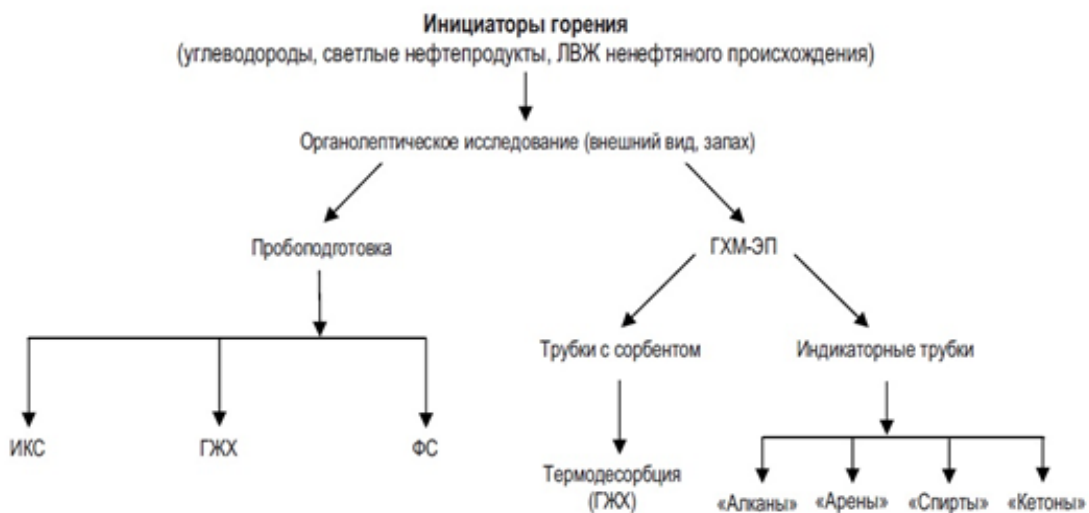 Инициаторы горения
(углеводороды, светлые нефтепродукты, ЛВЖ ненефтяного происхождения)
Органолептическое исследование (внешний вид, запах)
Пробоподготовка
ГХМ-ЭП
Трубки с сорбентом
Индикаторные трубки
ИКС
ГЖХ
ФС
Термодесорбция
(ГЖХ)
«Алканы»
«Арены»
«Спирты»
«Кетоны»